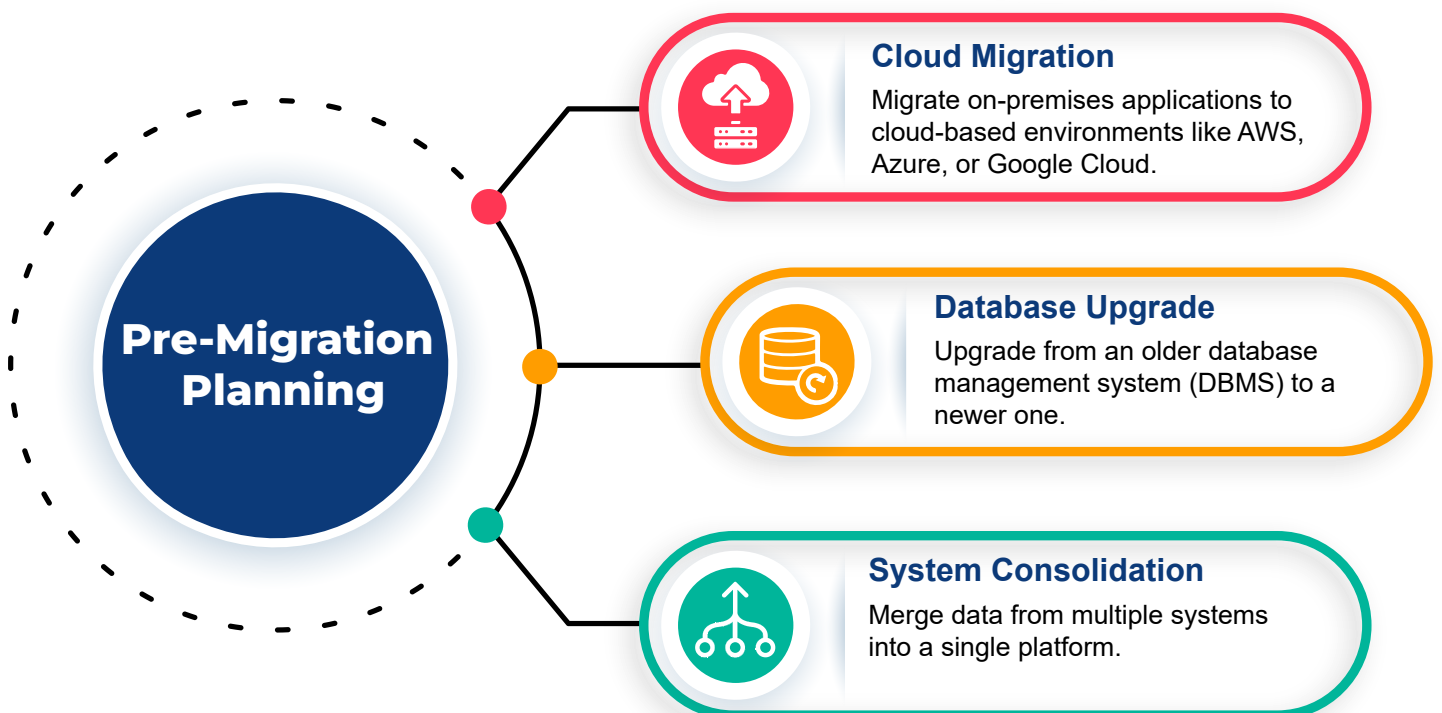 Pre-Migration
Planning
Cloud Migration
Migrate on-premises applications to
cloud-based environments like AWS,
Azure, or Google Cloud.
Database Upgrade
Upgrade from an older database
management system (DBMS) to a
newer one.
System Consolidation
Merge data from multiple systems
into a single platform.